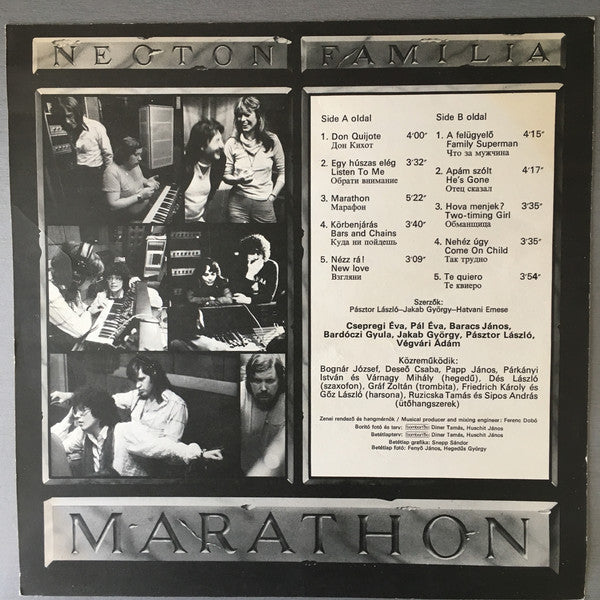 NEOTON FAMÍLIA
Side A oldal
1. Don Quijote 4'00"
Дон Кихот
2. Egy húszas elég 3'32"
Listen To Me
Обрати внимание
3. Marathon 5'22"
Марафон
4. Körbenjárás 3'40"
Bars and Chains
Куда ни пойдешь
5. Nézz rá! 3'09"
New love
Взгляни
Side B oldal
1. A felügyelő 4'15"
Family Superman
Что за мужчина
2. Apám szólt 4'17"
He's Gone
Отец сказал
3. Hova menjek? 3'35"
Two-timing Girl
Обманщица
4. Nehéz úgy 3'35"
Come On Child
Так трудно
5. Te quiero 3'54"
Те квиеро
Szerzők:
Pásztor László–Jakab György–Hatvani Emese
Csepregi Éva, Pál Éva, Baracs János,
Bardóczi Gyula, Jakab György, Pásztor László,
Végvári Ádám
Közreműködik:
Bognár József, Deseő Csaba, Papp János, Párkányi
István és Várnagy Mihály (hegedű), Dés László
(szaxofon), Gráf Zoltán (trombita), Friedrich Károly és
Gőz László (harsona), Ruzicska Tamás és Sipos András
(ütőhangszerek)
Zenei rendező és hangmérnök / Musical producer and mixing engineer: Ferenc Dobó
Borító fotó és terv: Diner Tamás, Huschit János
Betétlapterv: Diner Tamás, Huschit János
Betétlap grafika: Snepp Sándor
Betétlap fotó: Fenyő János, Hegedűs György
MARATHON